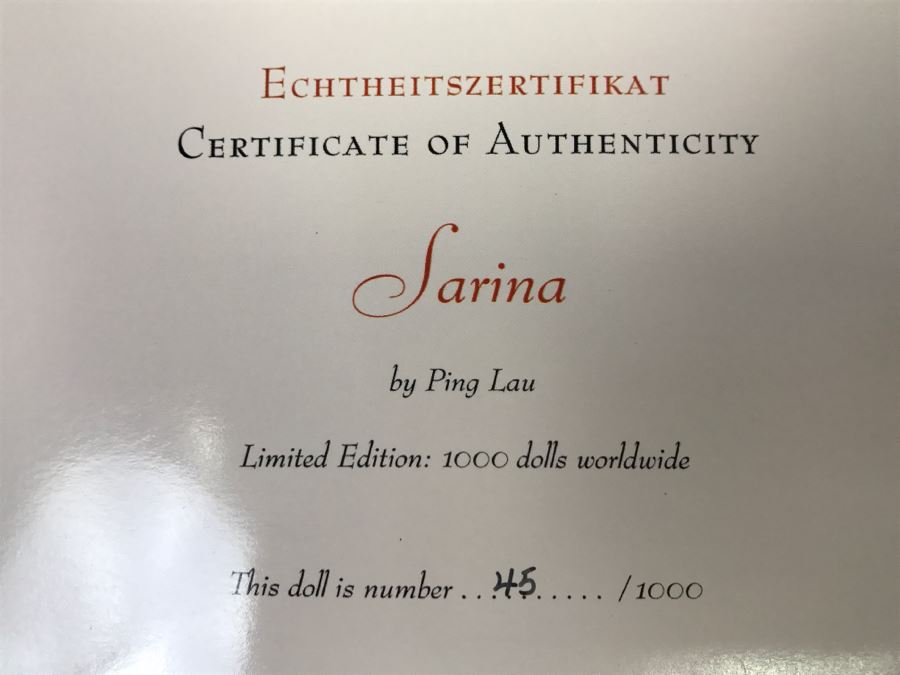 Echtheitszertifikat
Certificate of Authenticity
Sarina
by Ping Lau
Limited Edition: 1000 dolls worldwide
This doll is number ...45..... /1000